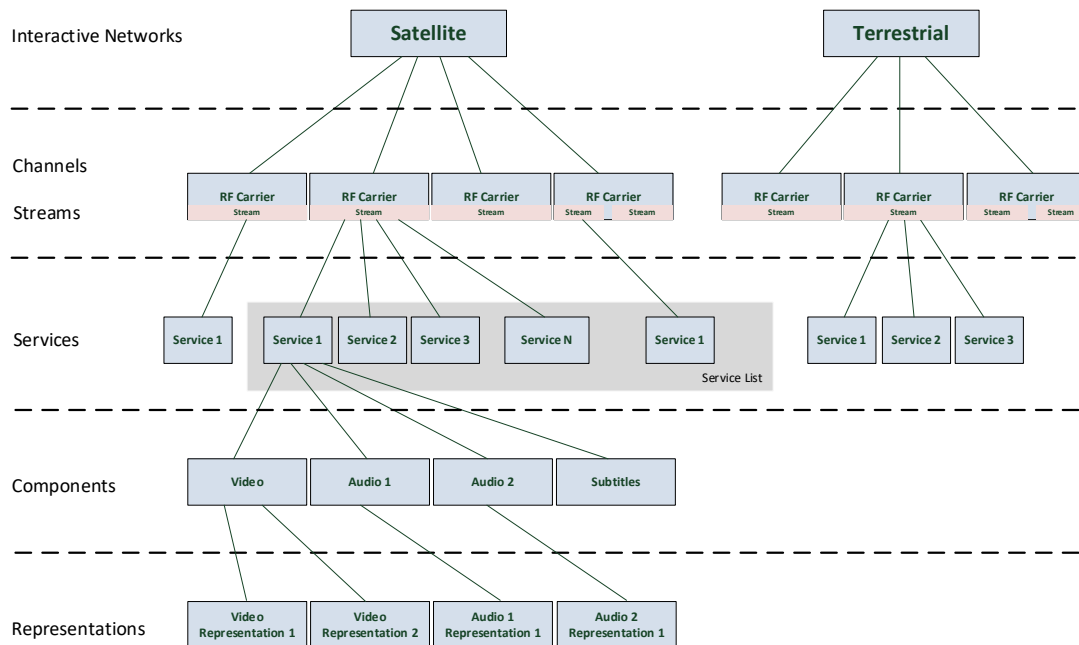 Interactive Networks
Satellite
Terrestrial
Channels
RF Carrier
RF Carrier
RF Carrier
RF Carrier
RF Carrier
RF Carrier
RF Carrier
Streams
Stream
Stream
Stream
Stream
Stream
Stream
Stream
Stream
Stream
Services
Service 1
Service 1
Service 2
Service 3
Service N
Service 1
Service 1
Service 2
Service 3
Service List
Components
Video
Audio 1
Audio 2
Subtitles
Representations
Video
Representation 1
Video
Representation 2
Audio 1
Representation 1
Audio 2
Representation 1